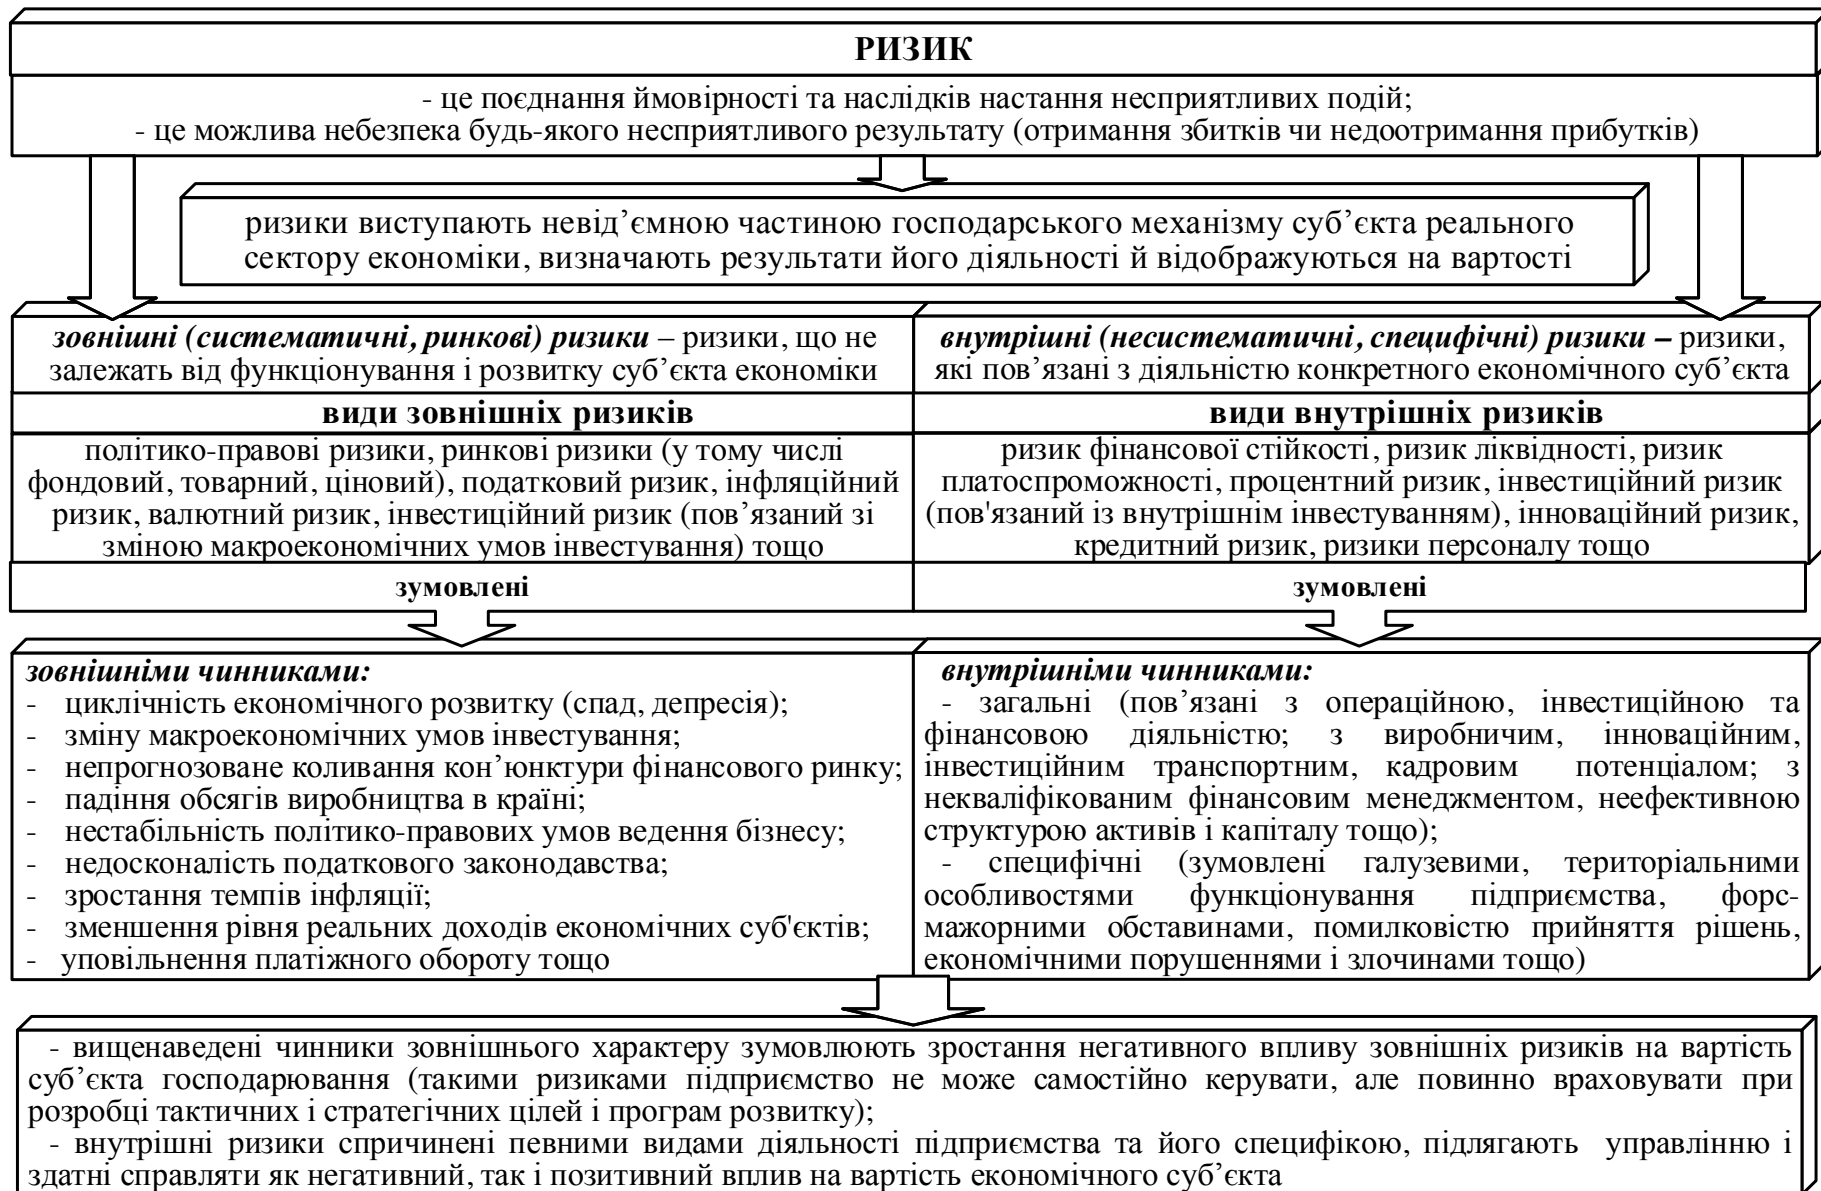 РИЗИК
- це поєднання ймовірності та наслідків настання несприятливих подій;
- це можлива небезпека будь-якого несприятливого результату (отримання збитків чи недоотримання прибутків)
ризики виступають невід’ємною частиною господарського механізму суб’єкта реального
сектору економіки, визначають результати його діяльності й відображуються на вартості
зовнішні (систематичні, ринкові) ризики – ризики, що не
залежать від функціонування і розвитку суб’єкта економіки
види зовнішніх ризиків
політико-правові ризики, ринкові ризики (у тому числі
фондовий, товарний, ціновий), податковий ризик, інфляційний
ризик, валютний ризик, інвестиційний ризик (пов’язаний зі
зміною макроекономічних умов інвестування) тощо
зумовлені
зовнішніми чинниками:
- циклічність економічного розвитку (спад, депресія);
- зміну макроекономічних умов інвестування;
- непрогнозоване коливання кон’юнктури фінансового ринку;
- падіння обсягів виробництва в країні;
- нестабільність політико-правових умов ведення бізнесу;
- недосконалість податкового законодавства;
- зростання темпів інфляції;
- зменшення рівня реальних доходів економічних суб'єктів;
- уповільнення платіжного обороту тощо
внутрішні (несистематичні, специфічні) ризики – ризики,
які пов’язані з діяльністю конкретного економічного суб’єкта
види внутрішніх ризиків
ризик фінансової стійкості, ризик ліквідності, ризик
платоспроможності, процентний ризик, інвестиційний ризик
(пов'язаний із внутрішнім інвестуванням), інноваційний ризик,
кредитний ризик, ризики персоналу тощо
зумовлені
внутрішніми чинниками:
- загальні (пов’язані з операційною, інвестиційною та
фінансовою діяльністю; з виробничим, інноваційним,
інвестиційним транспортним, кадровим потенціалом; з
некваліфікованим фінансовим менеджментом, неефективною
структурою активів і капіталу тощо);
- специфічні (зумовлені галузевими, територіальними
особливостями функціонування підприємства, форс-
мажорними обставинами, помилковістю прийняття рішень,
економічними порушеннями і злочинами тощо)
- вищенаведені чинники зовнішнього характеру зумовлюють зростання негативного впливу зовнішніх ризиків на вартість
суб’єкта господарювання (такими ризиками підприємство не може самостійно керувати, але повинно враховувати при
розробці тактичних і стратегічних цілей і програм розвитку);
- внутрішні ризики спричинені певними видами діяльності підприємства та його специфікою, підлягають управлінню і
здатні справляти як негативний, так і позитивний вплив на вартість економічного суб’єкта